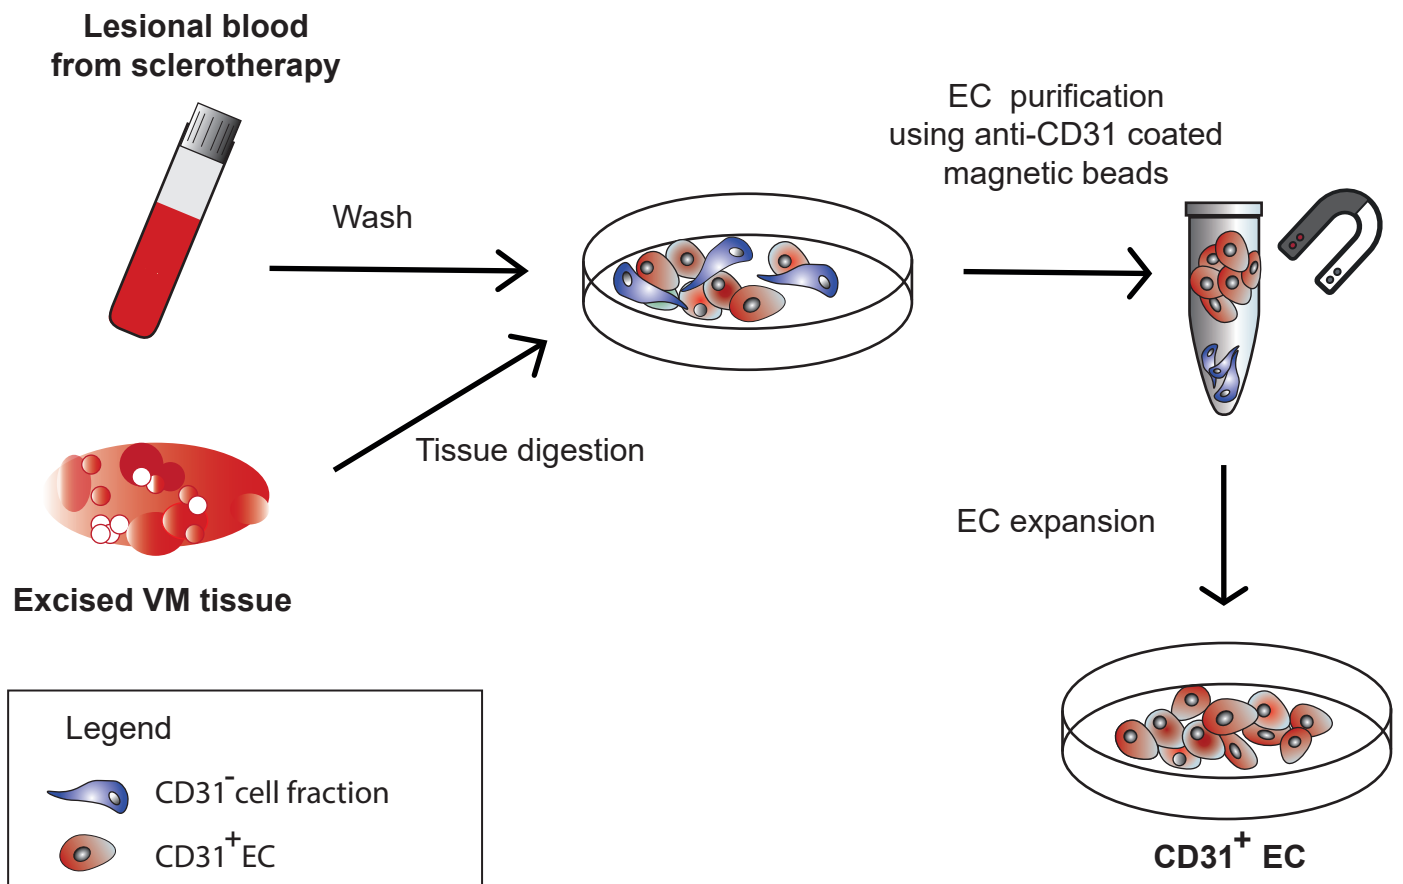 Lesional blood
from sclerotherapy
Wash
EC purification
using anti-CD31 coated
magnetic beads
Tissue digestion
Excised VM tissue
EC expansion
Legend
CD31⁻cell fraction
CD31⁺EC
CD31⁺ EC